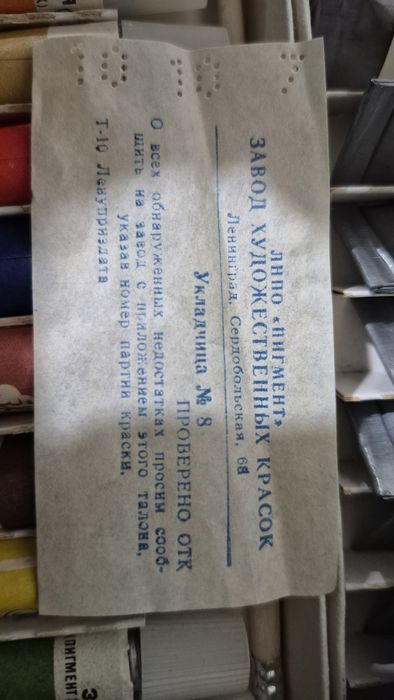 ЛНПО «ПИГМЕНТ»
ЗАВОД ХУДОЖЕСТВЕННЫХ КРАСОК
Ленинград, Сердобольская, 68
Укладчица № 8
ПРОВЕРЕНО ОТК
О всех обнаруженных недостатках просим сооб-
щить на завод с приложением этого талона,
указав номер партии краски.
Т-10 Ленуприздата
ПИГМЕНТ